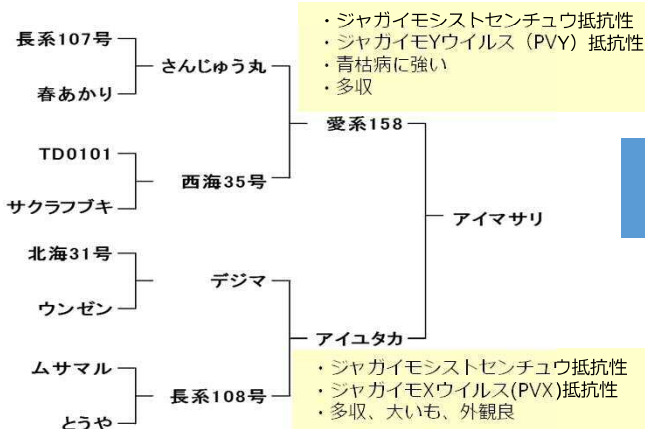 ・ジャガイモシストセンチュウ抵抗性
・ジャガイモYウイルス（PVY）抵抗性
・青枯病に強い
・多収
長系107号
さんじゅう丸
春あかり
愛系158
TD0101
西海35号
サクラフブキ
アイマサリ
北海31号
デジマ
ウンゼン
アイユタカ
ムサマル
長系108号
とうや
・ジャガイモシストセンチュウ抵抗性
・ジャガイモXウイルス(PVX)抵抗性
・多収、大いも、外観良